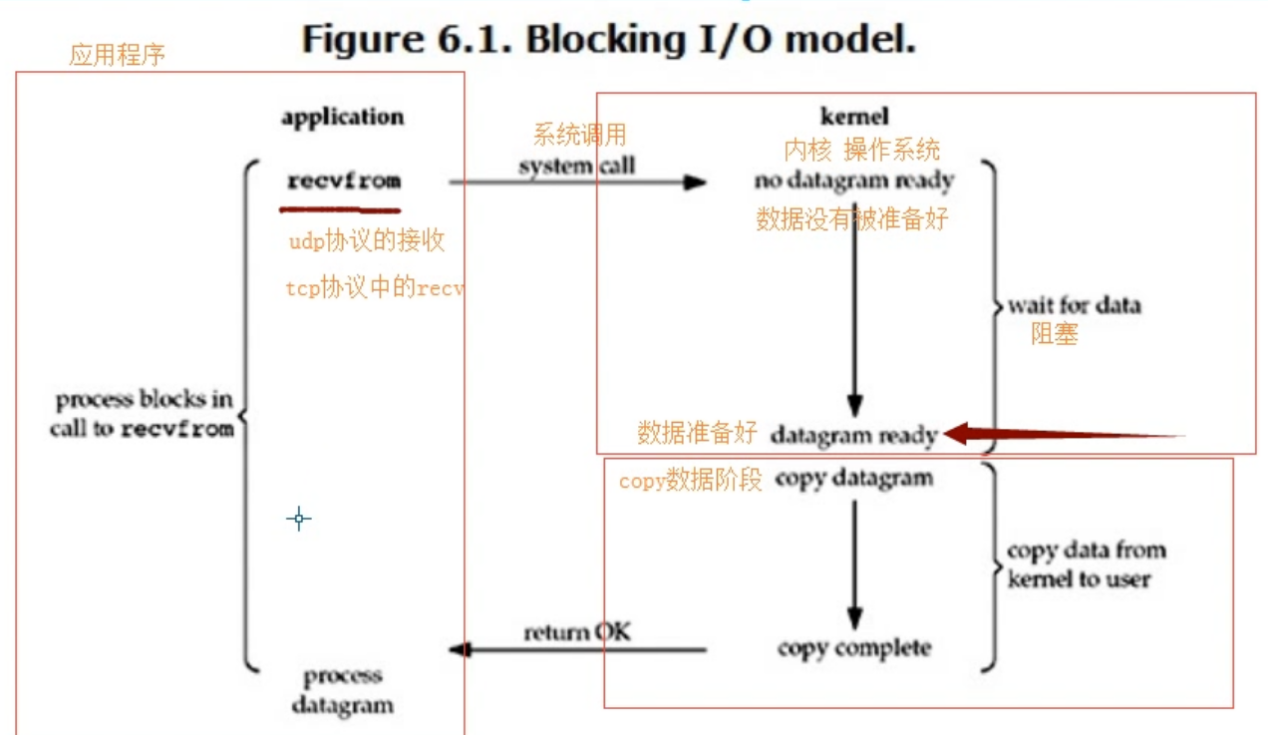 Figure 6.1. Blocking I/O model.
应用程序
application
kernel
系统调用
system call
内核 操作系统
recvfrom
no datagram ready
数据没有被准备好
udp协议的接收
tcp协议中的recv
wait for data
阻塞
process blocks in
call to recvfrom
数据准备好 datagram ready
copy数据阶段 copy datagram
copy data from
kernel to user
return OK
copy complete
process
datagram